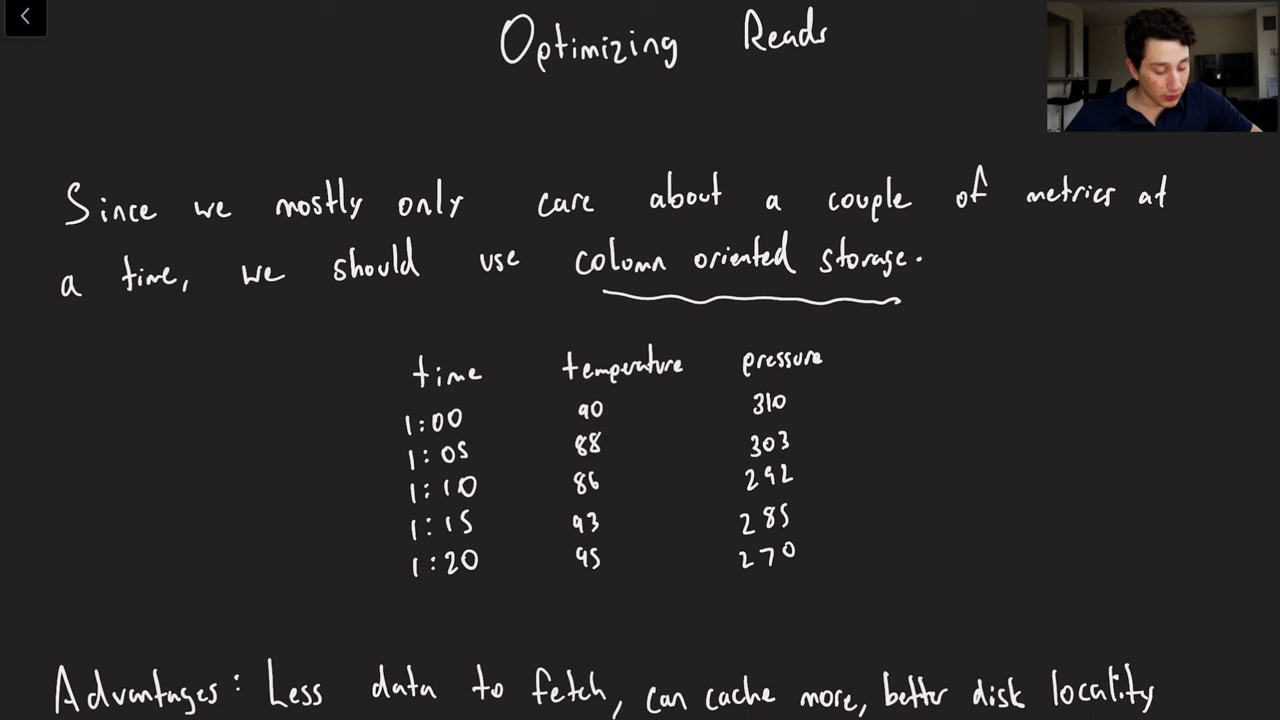 Optimizing Reads
Since we mostly only care about a couple of metrics at
a time, we should use column oriented storage.
time temperature pressure
1:00 90 310
1:05 88 303
1:10 86 292
1:15 93 285
1:20 95 270
Advantages: Less data to fetch, can cache more, better disk locality